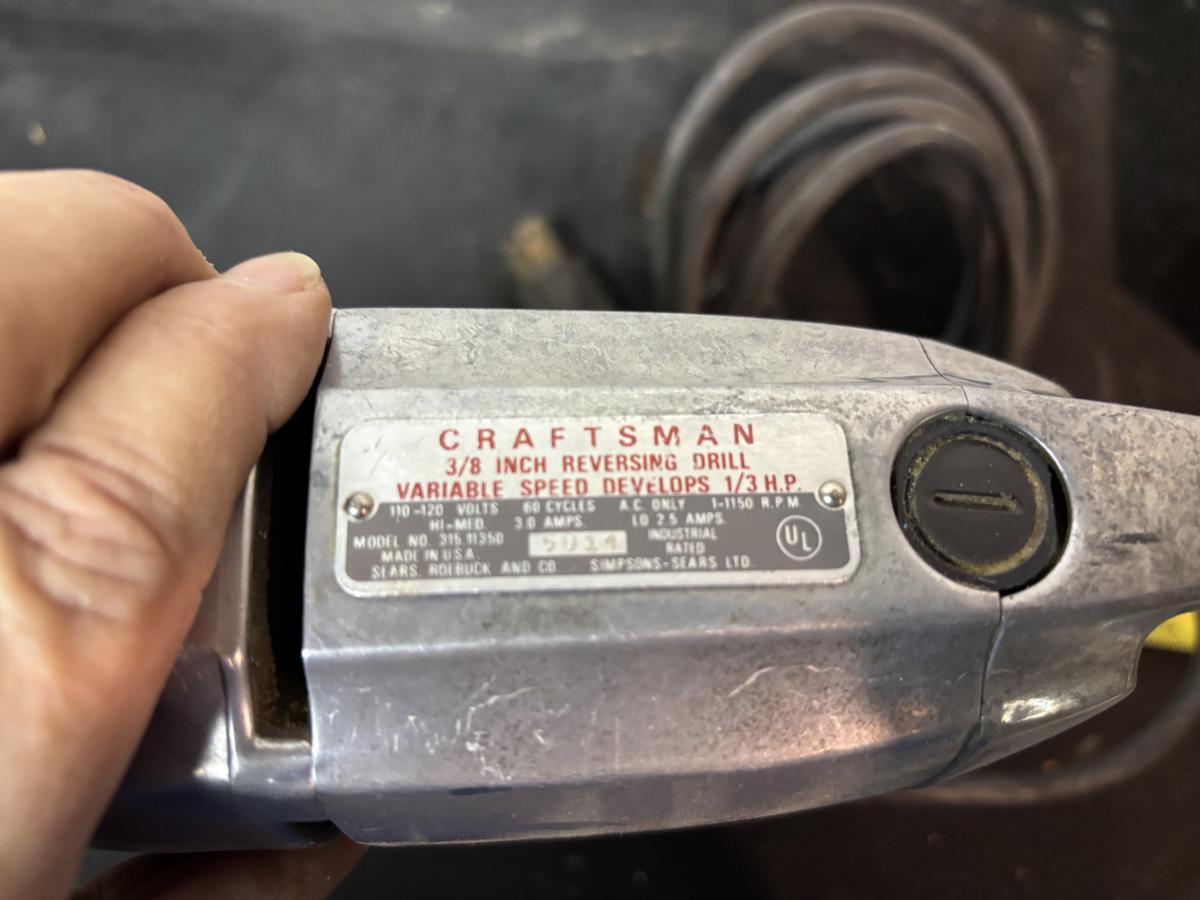 CRAFTSMAN
3/8 INCH REVERSING DRILL
VARIABLE SPEED DEVELOPS 1/3 H.P.
110-120 VOLTS 60 CYCLES A.C. ONLY 1-1150 R.P.M.
HI-MED. 3.0 AMPS. LO 2.5 AMPS.
MODEL NO. 315.11350 INDUSTRIAL
MADE IN U.S.A. RATED
SEARS, ROEBUCK AND CO. SIMPSONS-SEARS LTD.
UL